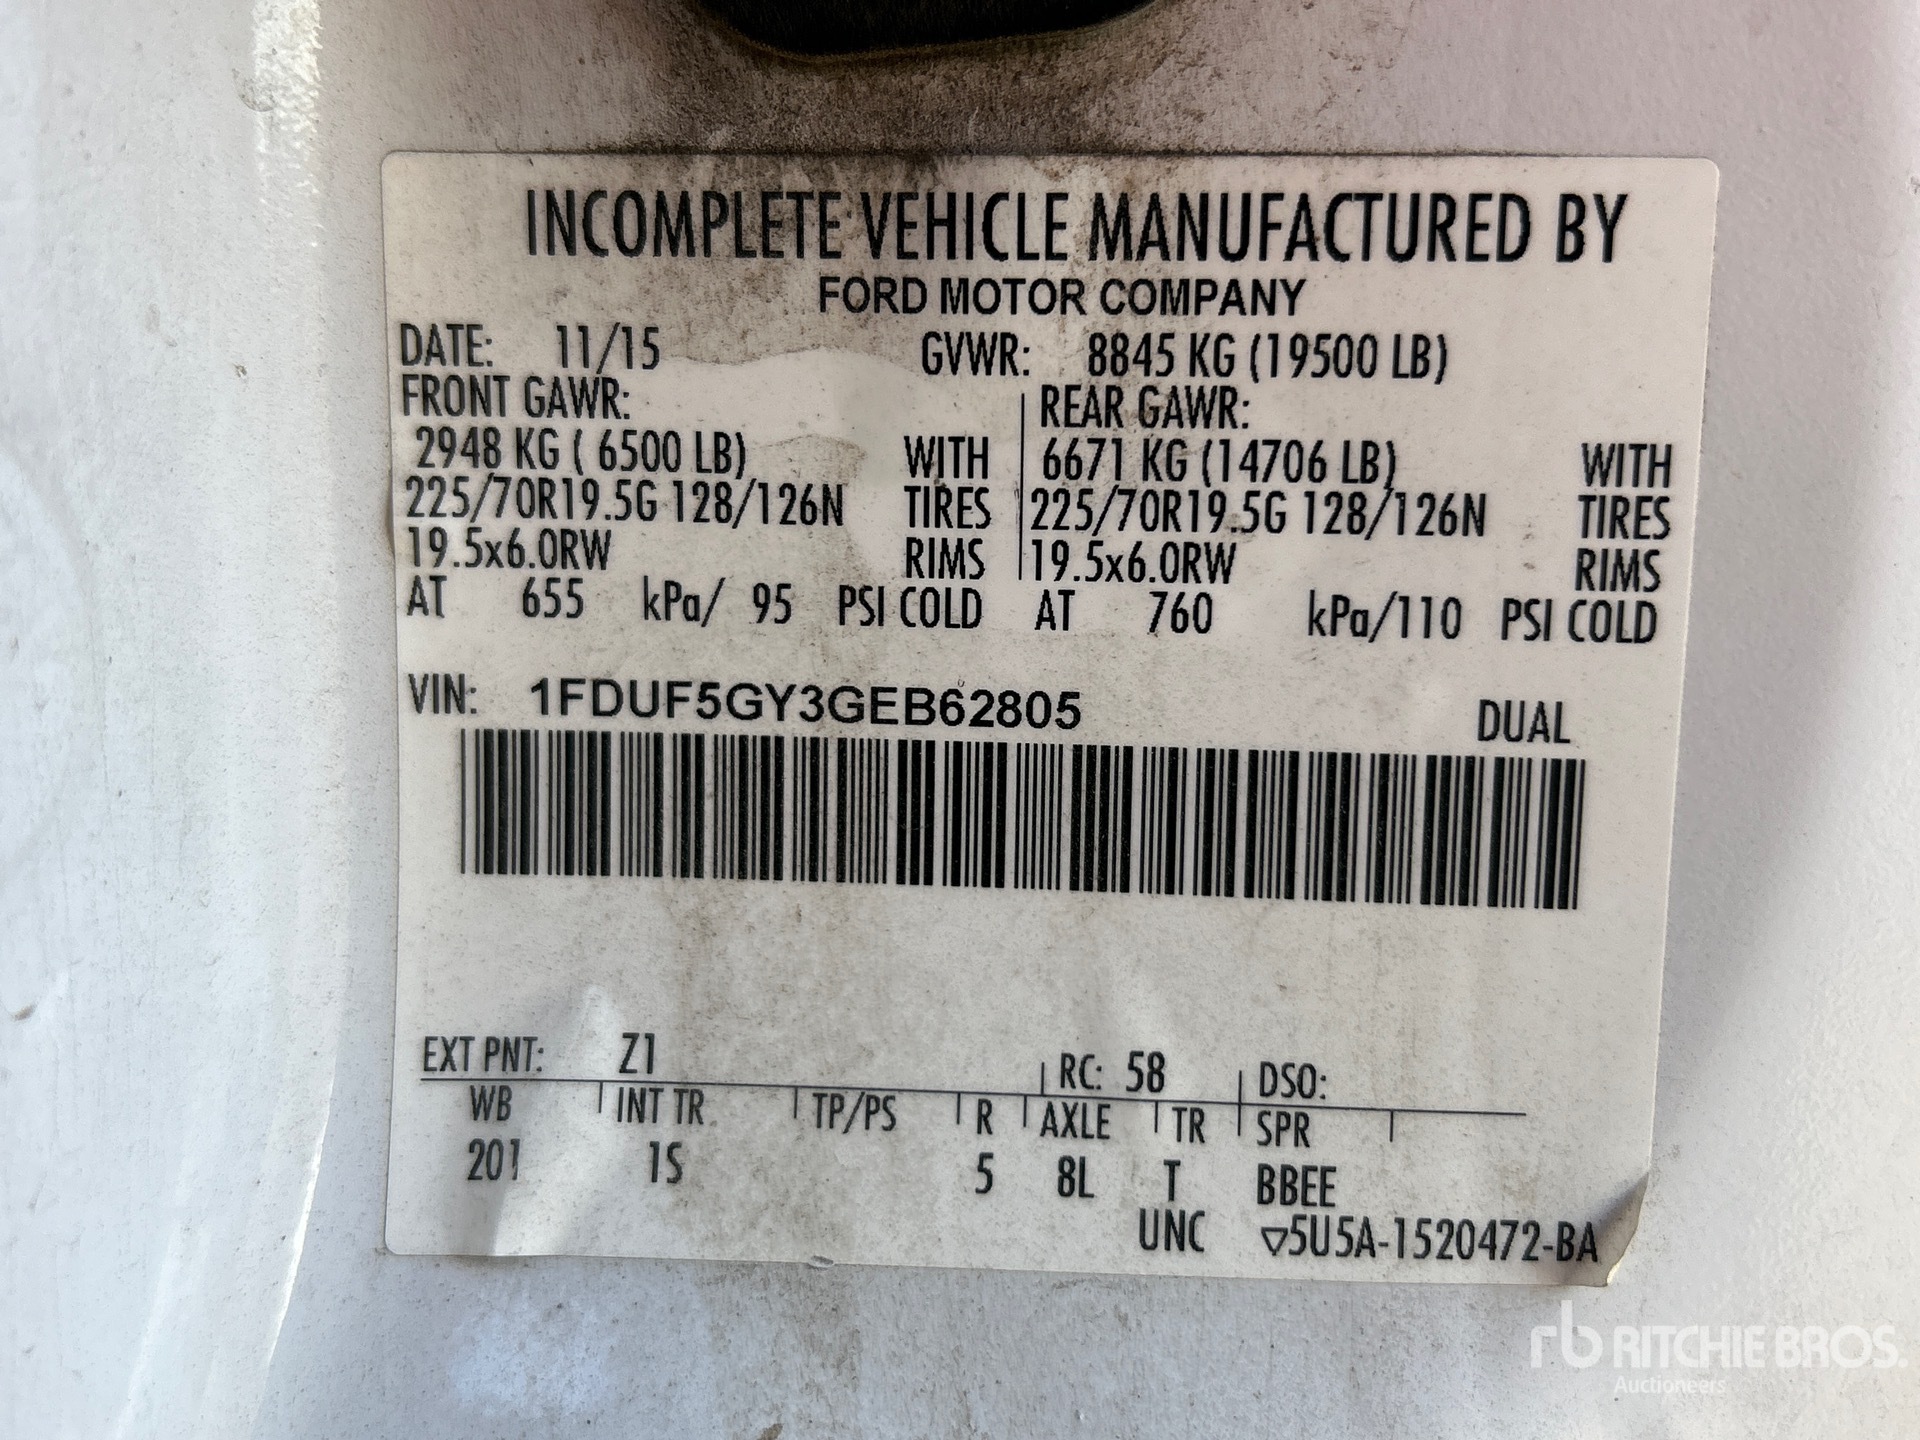 INCOMPLETE VEHICLE MANUFACTURED BY
FORD MOTOR COMPANY
DATE: 11/15 GVWR: 8845 KG (19500 LB)
FRONT GAWR: REAR GAWR:
2948 KG ( 6500 LB) WITH 6671 KG (14706 LB) WITH
225/70R19.5G 128/126N TIRES 225/70R19.5G 128/126N TIRES
19.5x6.0RW RIMS 19.5x6.0RW RIMS
AT 655 kPa/ 95 PSI COLD AT 760 kPa/110 PSI COLD
VIN: 1FDUF5GY3GEB62805 DUAL
EXT PNT: Z1 RC: 58 DSO:
WB INT TR TP/PS R AXLE TR SPR
201 1S 5 8L T BBEE
UNC ▽5U5A-1520472-BA
rb RITCHIE BROS.
Auctioneers